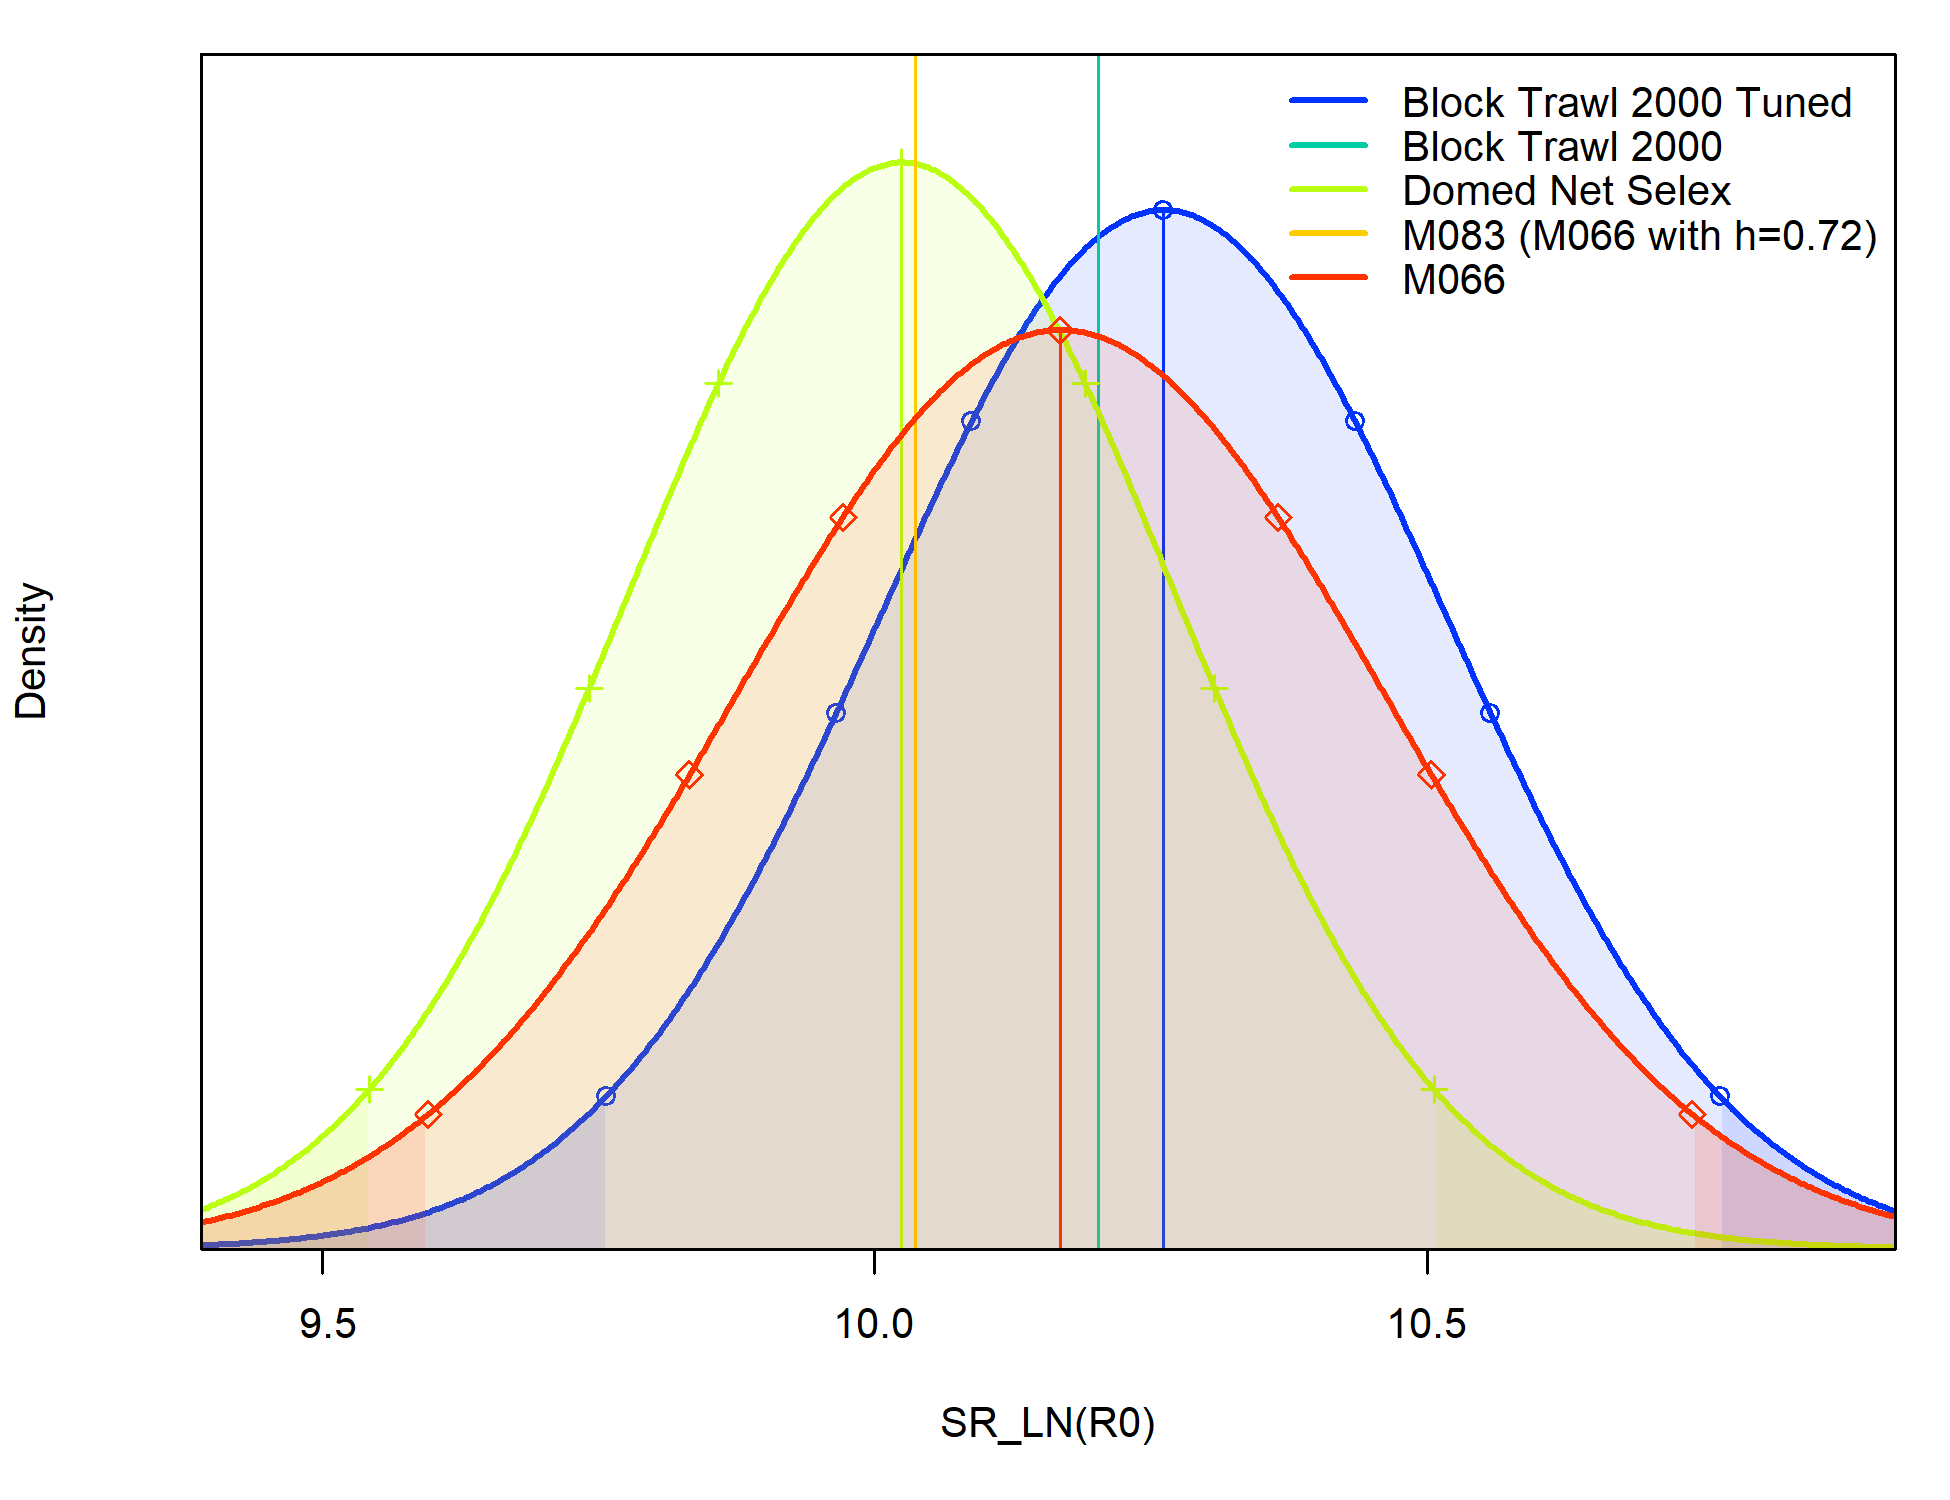 Block Trawl 2000 Tuned
Block Trawl 2000
Domed Net Selex
M083 (M066 with h=0.72)
M066
Density
9.5 10.0 10.5
SR_LN(R0)